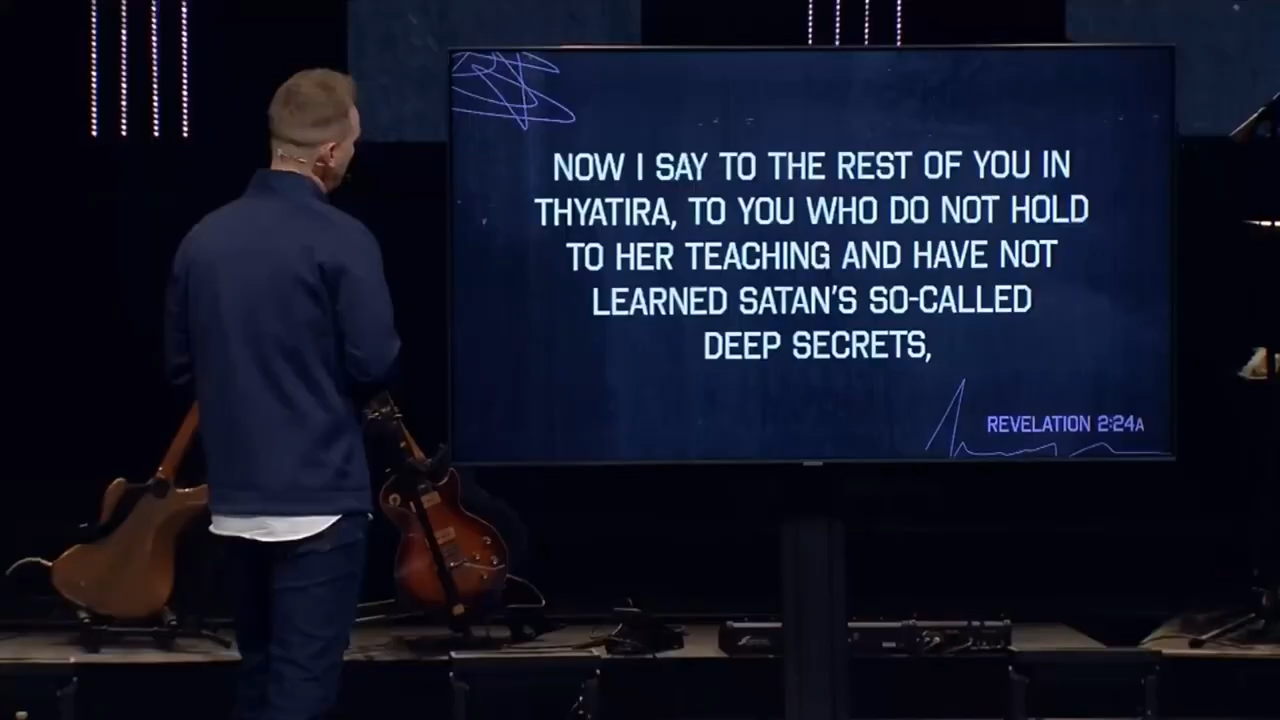 NOW I SAY TO THE REST OF YOU IN
THYATIRA, TO YOU WHO DO NOT HOLD
TO HER TEACHING AND HAVE NOT
LEARNED SATAN'S SO-CALLED
DEEP SECRETS,
REVELATION 2:24A